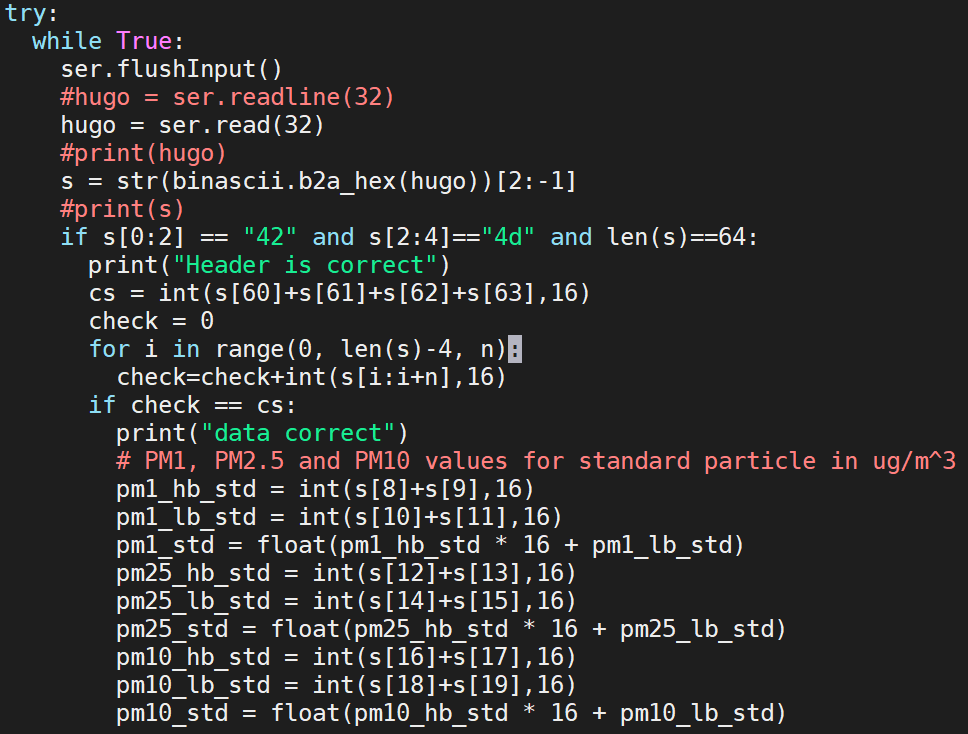 try:
  while True:
    ser.flushInput()
    #hugo = ser.readline(32)
    hugo = ser.read(32)
    #print(hugo)
    s = str(binascii.b2a_hex(hugo))[2:-1]
    #print(s)
    if s[0:2] == "42" and s[2:4]=="4d" and len(s)==64:
      print("Header is correct")
      cs = int(s[60]+s[61]+s[62]+s[63],16)
      check = 0
      for i in range(0, len(s)-4, n):
        check=check+int(s[i:i+n],16)
      if check == cs:
        print("data correct")
        # PM1, PM2.5 and PM10 values for standard particle in ug/m^3
        pm1_hb_std = int(s[8]+s[9],16)
        pm1_lb_std = int(s[10]+s[11],16)
        pm1_std = float(pm1_hb_std * 16 + pm1_lb_std)
        pm25_hb_std = int(s[12]+s[13],16)
        pm25_lb_std = int(s[14]+s[15],16)
        pm25_std = float(pm25_hb_std * 16 + pm25_lb_std)
        pm10_hb_std = int(s[16]+s[17],16)
        pm10_lb_std = int(s[18]+s[19],16)
        pm10_std = float(pm10_hb_std * 16 + pm10_lb_std)